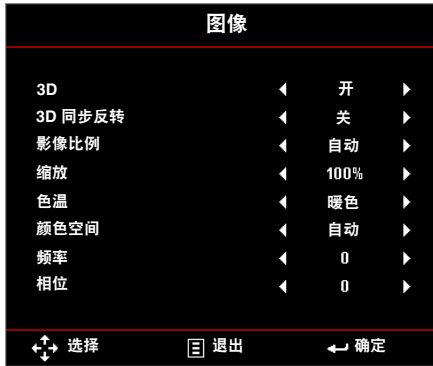 图像
3D 开
3D 同步反转 关
影像比例 自动
缩放 100%
色温 暖色
颜色空间 自动
频率 0
相位 0
选择 退出 确定